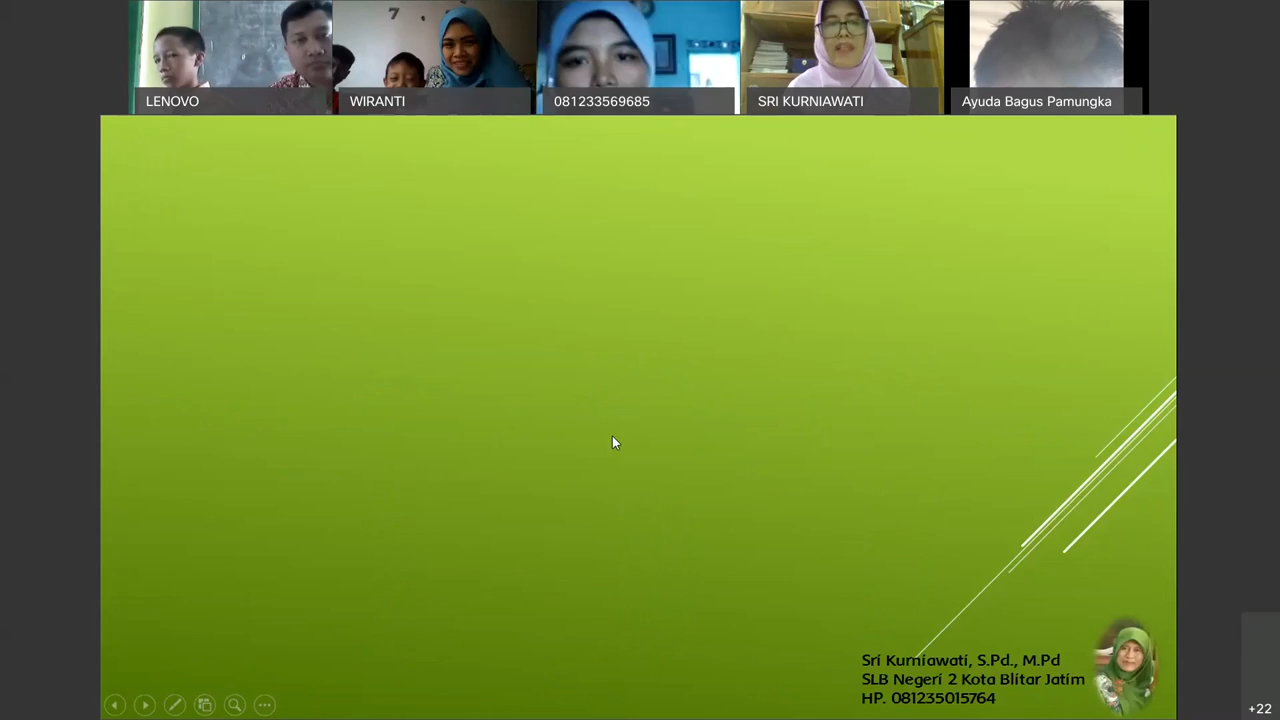 LENOVO
WIRANTI
081233569685
SRI KURNIAWATI
Ayuda Bagus Pamungka
Sri Kurniawati, S.Pd., M.Pd
SLB Negeri 2 Kota Blitar Jatim
HP. 081235015764
+22